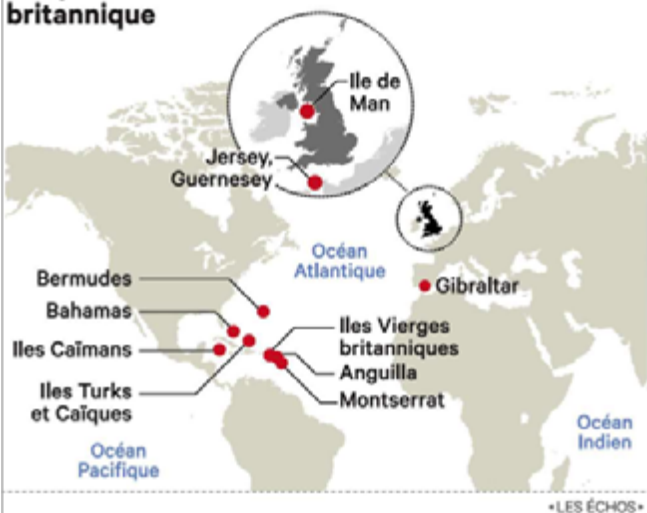 britannique
Ile de
Man
Jersey,
Guernesey
Océan
Atlantique
Bermudes
Gibraltar
Bahamas
Iles Vierges
britanniques
Iles Caïmans
Anguilla
Iles Turks
et Caïques
Montserrat
Océan
Indien
Océan
Pacifique
•LES ÉCHOS•